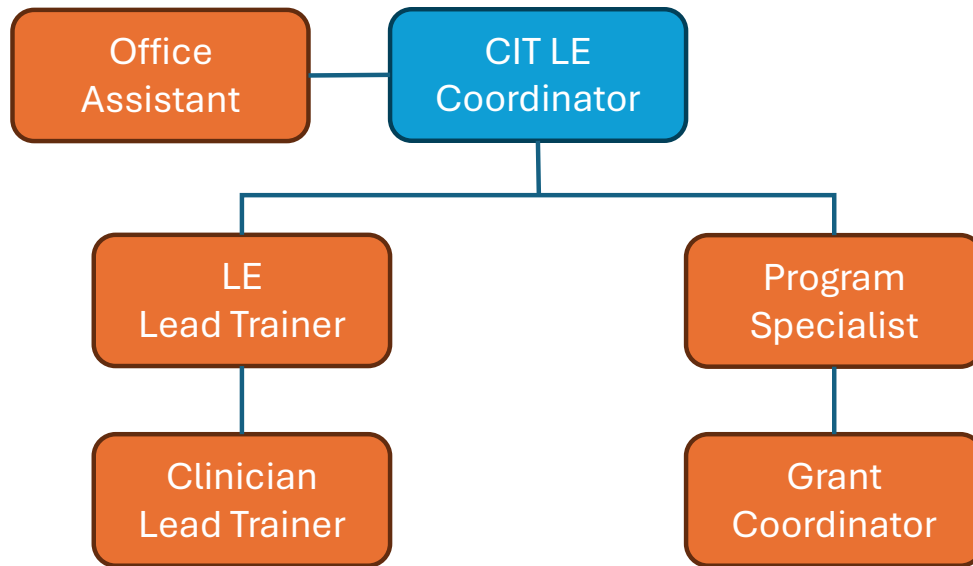 Office
Assistant
CIT LE
Coordinator
LE
Lead Trainer
Program
Specialist
Clinician
Lead Trainer
Grant
Coordinator